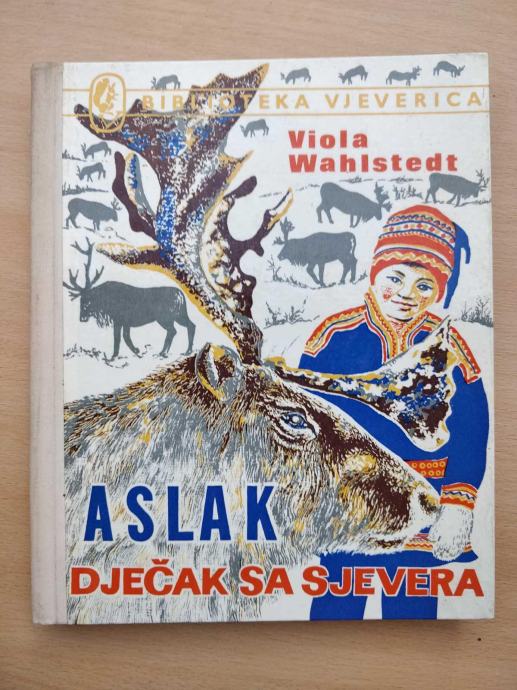 BIBLIOTEKA VJEVERICA
Viola
Wahlstedt
ASLAK
DJEČAK SA SJEVERA